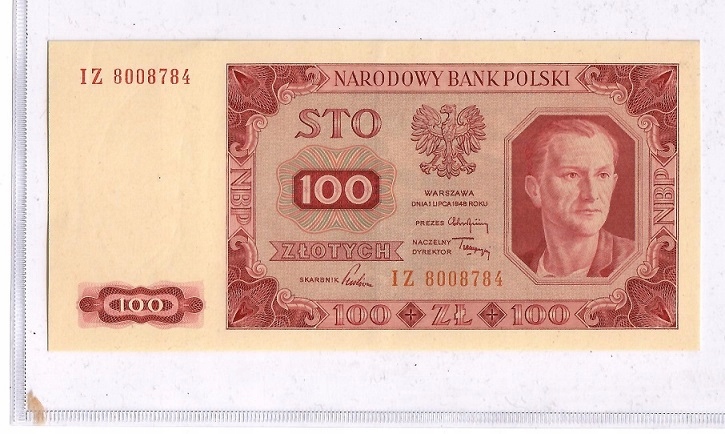 IZ 8008784
NARODOWY BANK POLSKI
STO
100
WARSZAWA
DNIA 1 LIPCA 1948 ROKU
PREZES
NACZELNY
DYREKTOR
ZŁOTYCH
SKARBNIK
IZ 8008784
NBP
NBP
100
100 ZŁ 100